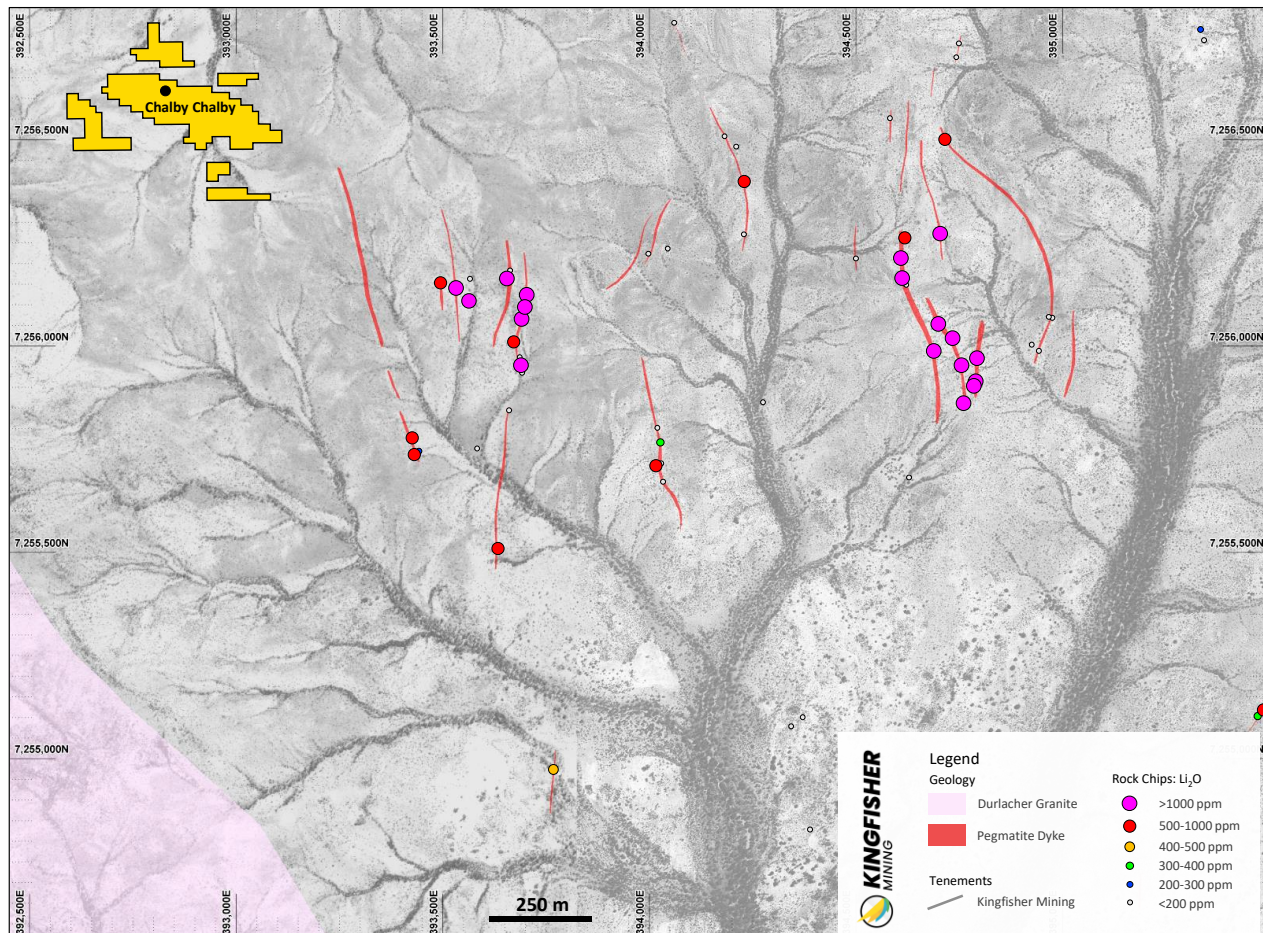 392,500E
393,000E
393,500E
394,000E
394,500E
395,000E
Chalby Chalby
7,256,500N
7,256,500N
7,256,000N
7,256,000N
7,255,500N
7,255,500N
7,255,000N
KINGFISHER
MINING
Legend
Geology
Durlacher Granite
Pegmatite Dyke
Tenements
Kingfisher Mining
Rock Chips: Li₂O
>1000 ppm
500-1000 ppm
400-500 ppm
300-400 ppm
200-300 ppm
<200 ppm
250 m
392,500E
393,000E
393,500E
394,000E